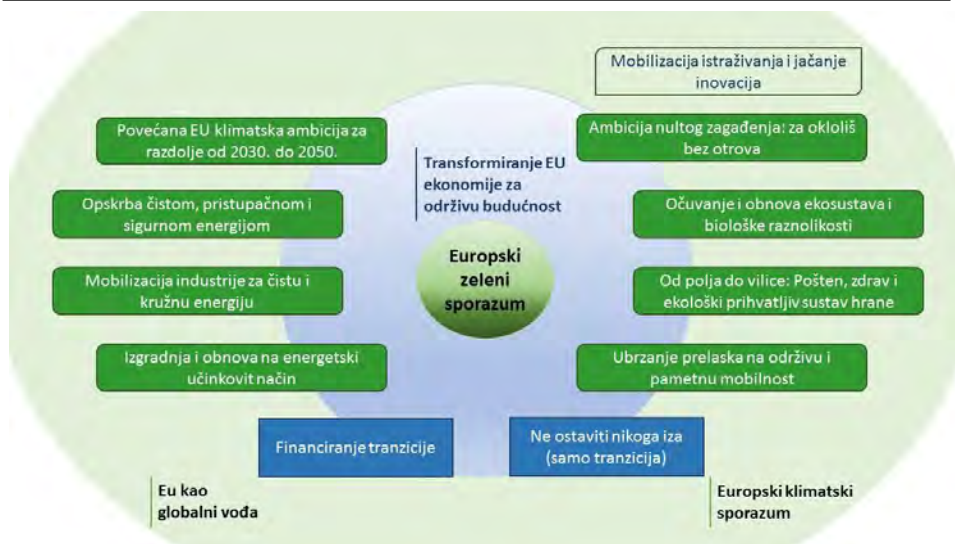 Mobilizacija istraživanja i jačanje
inovacija
Povećana EU klimatska ambicija za
razdolje od 2030. do 2050.
Ambicija nultog zagađenja: za okloliš
bez otrova
Transformiranje EU
ekonomije za
održivu budućnost
Opskrba čistom, pristupačnom i
sigurnom energijom
Očuvanje i obnova ekosustava i
biološke raznolikosti
Europski
zeleni
sporazum
Mobilizacija industrije za čistu i
kružnu energiju
Od polja do vilice: Pošten, zdrav i
ekološki prihvatljiv sustav hrane
Izgradnja i obnova na energetski
učinkovit način
Ubrzanje prelaska na održivu i
pametnu mobilnost
Financiranje tranzicije
Ne ostaviti nikoga iza
(samo tranzicija)
Eu kao
globalni vođa
Europski klimatski
sporazum